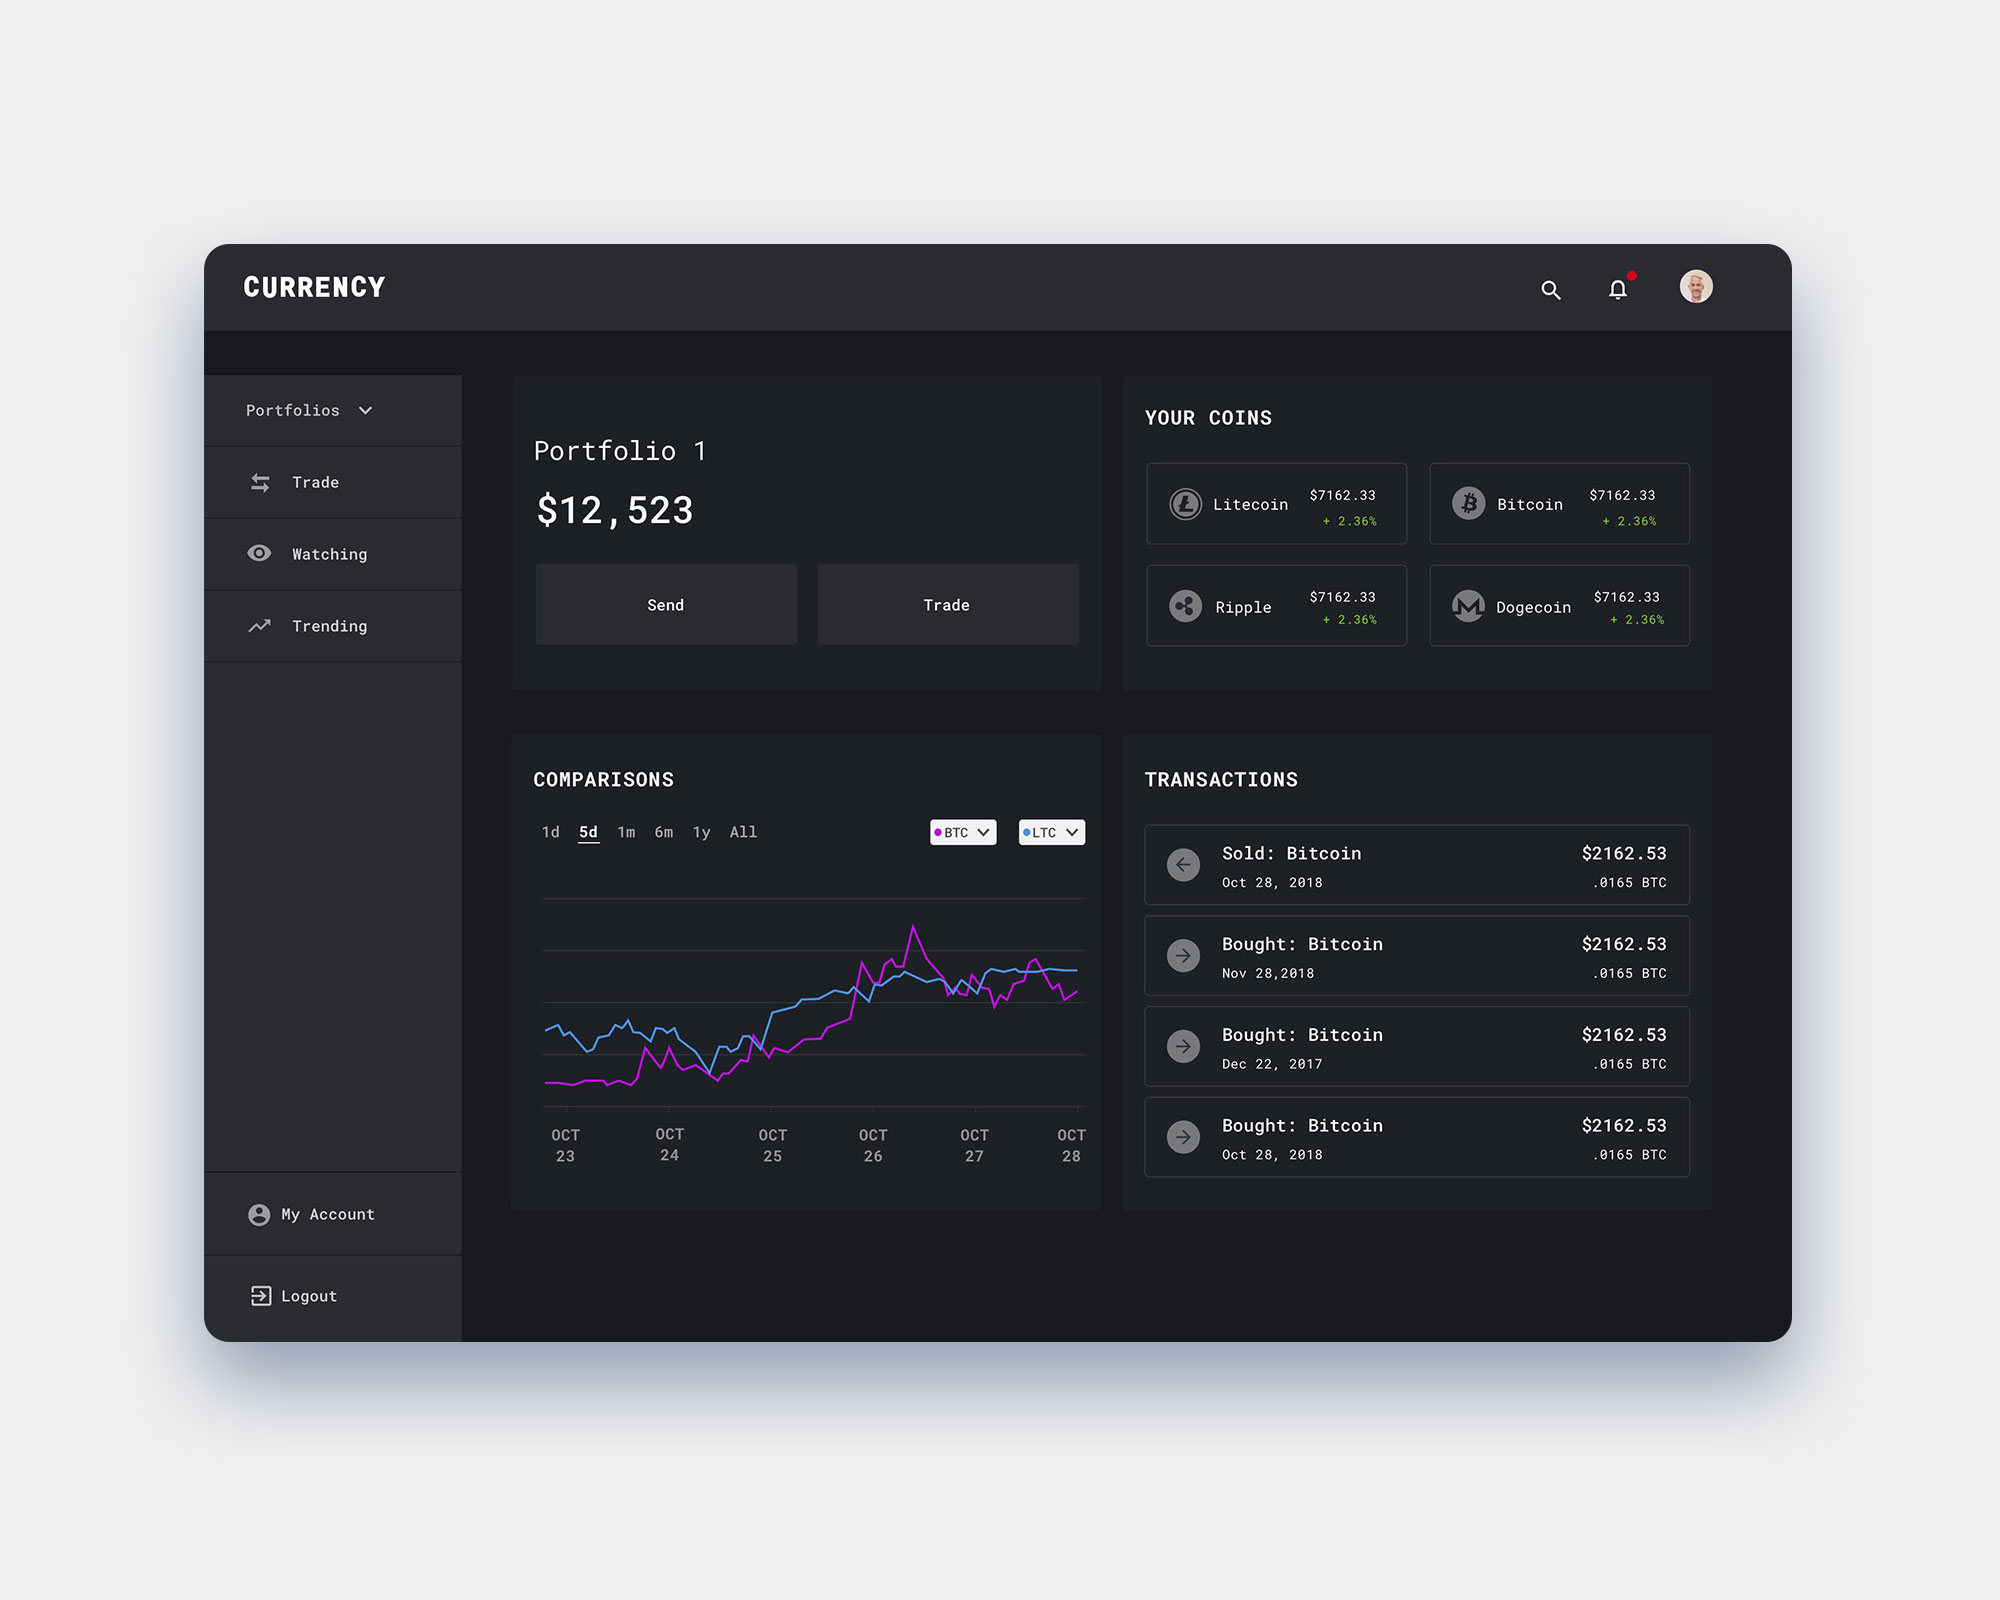 CURRENCY
Portfolios
Trade
Watching
Trending
My Account
Logout
Portfolio 1
$12,523
Send
Trade
YOUR COINS
Litecoin
$7162.33
+ 2.36%
Bitcoin
$7162.33
+ 2.36%
Ripple
$7162.33
+ 2.36%
Dogecoin
$7162.33
+ 2.36%
COMPARISONS
1d 5d 1m 6m 1y All
BTC
LTC
OCT 23
OCT 24
OCT 25
OCT 26
OCT 27
OCT 28
TRANSACTIONS
Sold: Bitcoin $2162.53
Oct 28, 2018 .0165 BTC
Bought: Bitcoin $2162.53
Nov 28,2018 .0165 BTC
Bought: Bitcoin $2162.53
Dec 22, 2017 .0165 BTC
Bought: Bitcoin $2162.53
Oct 28, 2018 .0165 BTC